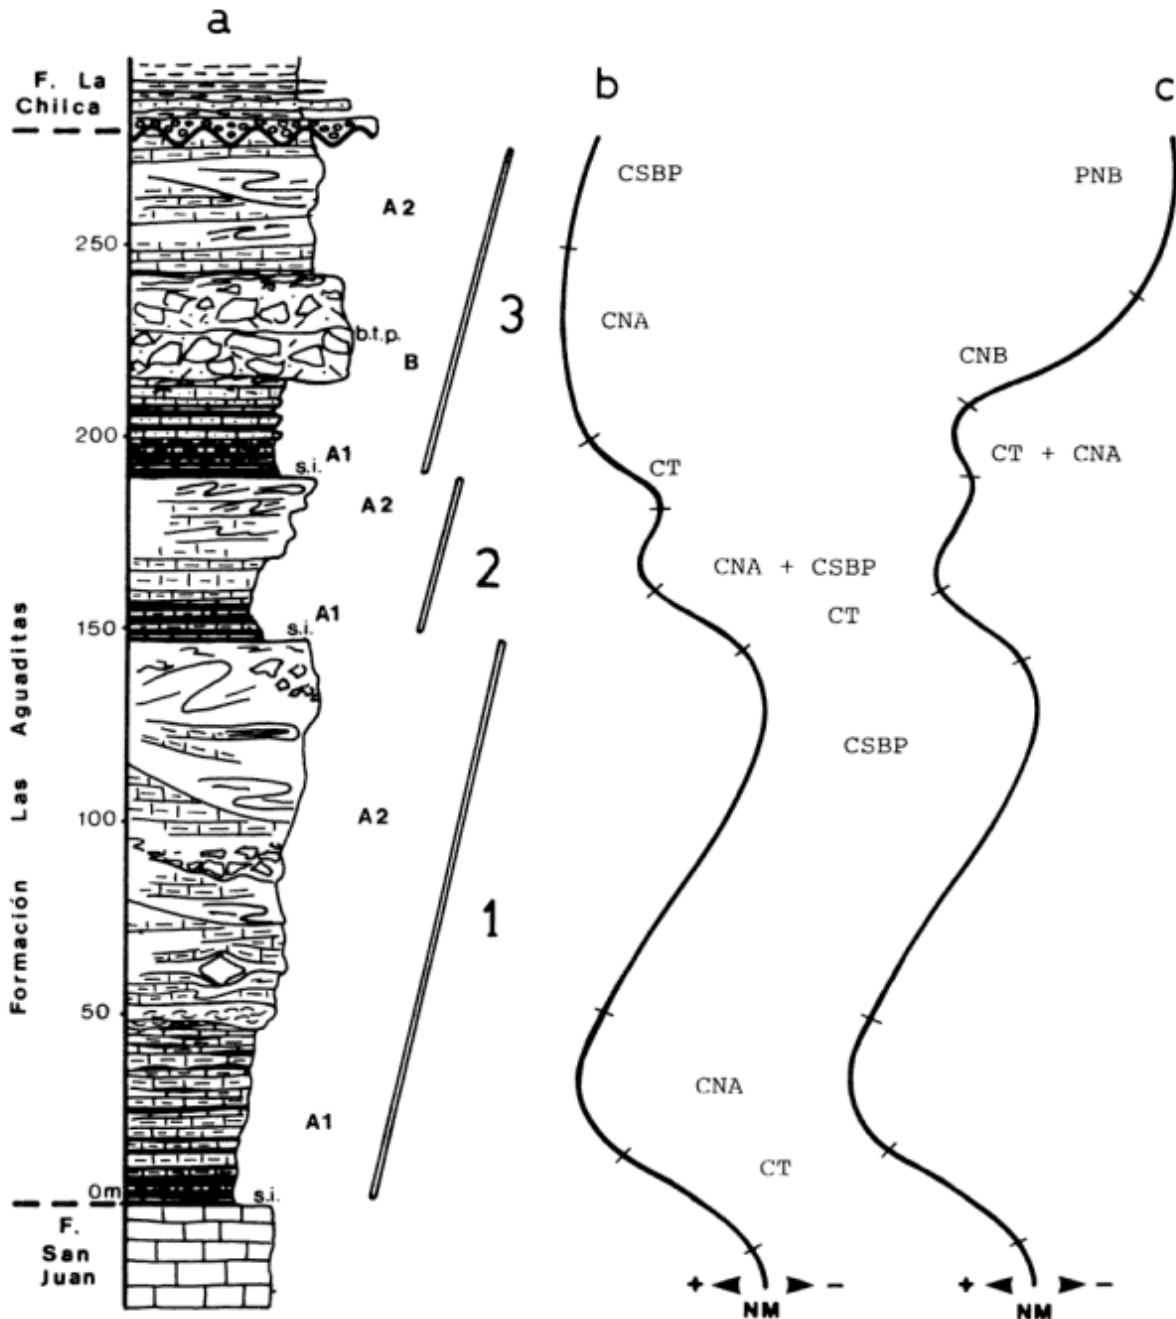 a
b
c
F. La
Chilca
CSBP
PNB
A2
250
3
CNA
b.t.p.
CNB
B
200
A1
CT + CNA
s.i.
CT
A2
2
CNA + CSBP
A1
CT
150
s.i.
CSBP
100
A2
Formación Las Aguaditas
1
50
CNA
A1
CT
0m
s.i.
F.
San
Juan
+ −
NM
+ −
NM